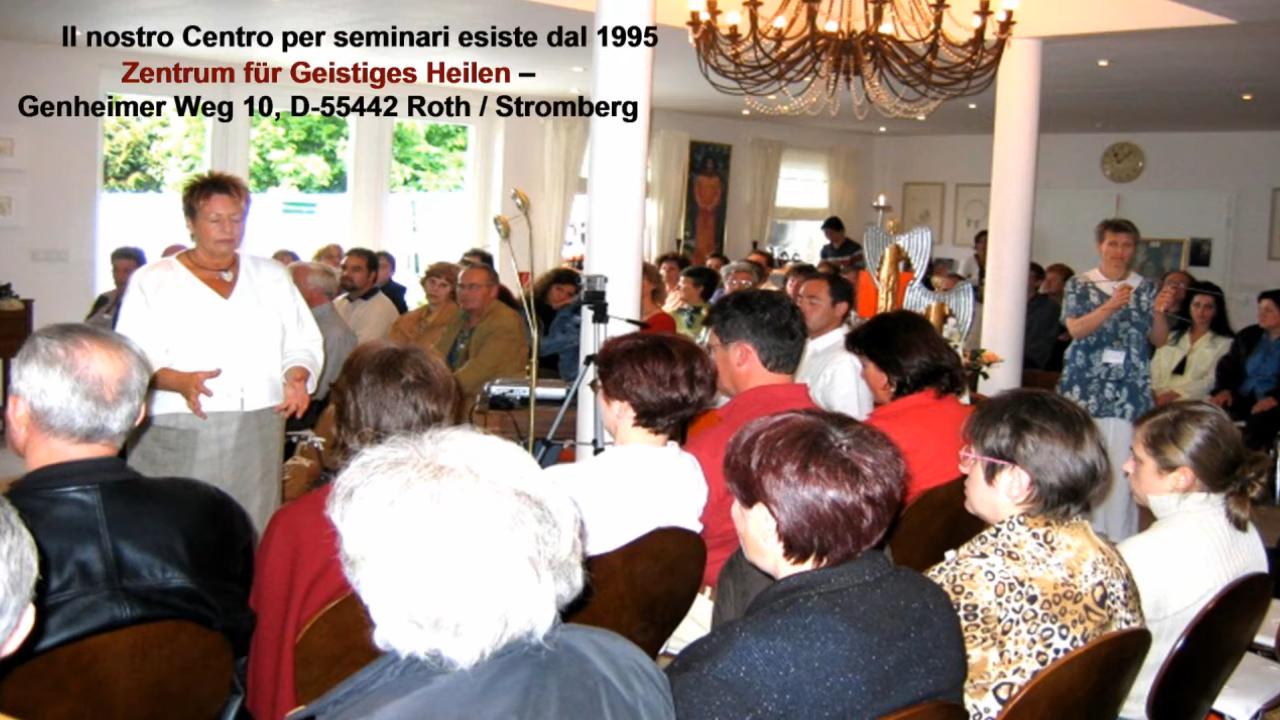 Il nostro Centro per seminari esiste dal 1995
Zentrum für Geistiges Heilen –
Genheimer Weg 10, D-55442 Roth / Stromberg